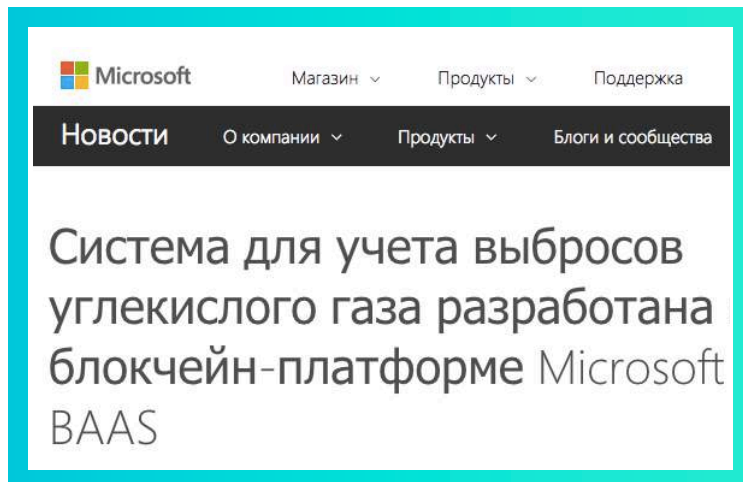 Microsoft Магазин Продукты Поддержка
Новости О компании Продукты Блоги и сообщества
Система для учета выбросов
углекислого газа разработана
блокчейн-платформе Microsoft
BAAS